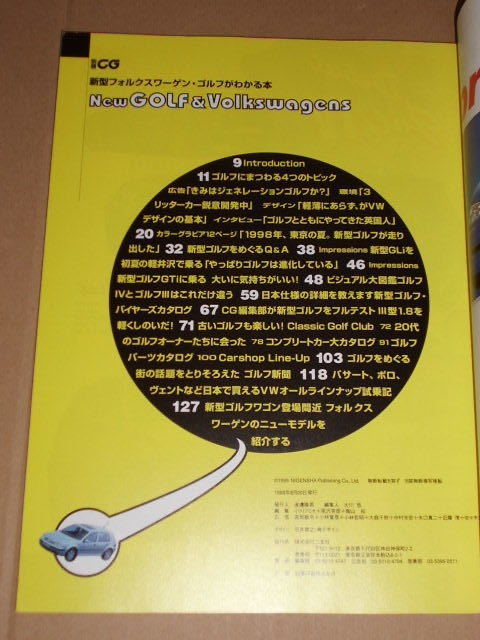 別冊CG
新型フォルクスワーゲン・ゴルフがわかる本
New GOLF & Volkswagens
9 Introduction
11 ゴルフにまつわる4つのトピック
広告「きみはジェネレーションゴルフか?」 環境「3
リッターカー鋭意開発中」 デザイン「軽薄にあらず、がVW
デザインの基本」 インタビュー「ゴルフとともにやってきた英国人」
20 カラーグラビア12ページ「1998年、東京の夏。新型ゴルフが走り
出した」 32 新型ゴルフをめぐるQ&A 38 Impressions 新型GLiを
初夏の軽井沢で乗る「やっぱりゴルフは進化している」 46 Impressions
新型ゴルフGTiに乗る 大いに気持ちがいい! 48 ビジュアル大図鑑ゴルフ
IVとゴルフIIIはこれだけ違う 59 日本仕様の詳細を教えます新型ゴルフ・
バイヤーズカタログ 67 CG編集部が新型ゴルフをフルテスト III型1.8を
軽くしのいだ! 71 古いゴルフも楽しい! Classic Golf Club 72 20代
のゴルフオーナーたちに会った 78 コンプリートカー大カタログ 91 ゴルフ
パーツカタログ 100 Carshop Line-Up 103 ゴルフをめぐる
街の話題をとりそろえた ゴルフ新聞 118 パサート、ポロ、
ヴェントなど日本で買えるVWオールラインナップ試乗記
127 新型ゴルフワゴン登場間近 フォルクス
ワーゲンのニューモデルを
紹介する